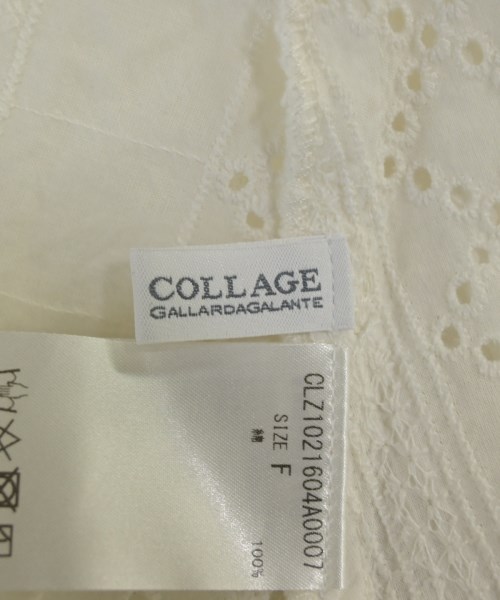 COLLAGE
GALLARDAGALANTE
CLZ1021604A0007
SIZE F
綿 100%